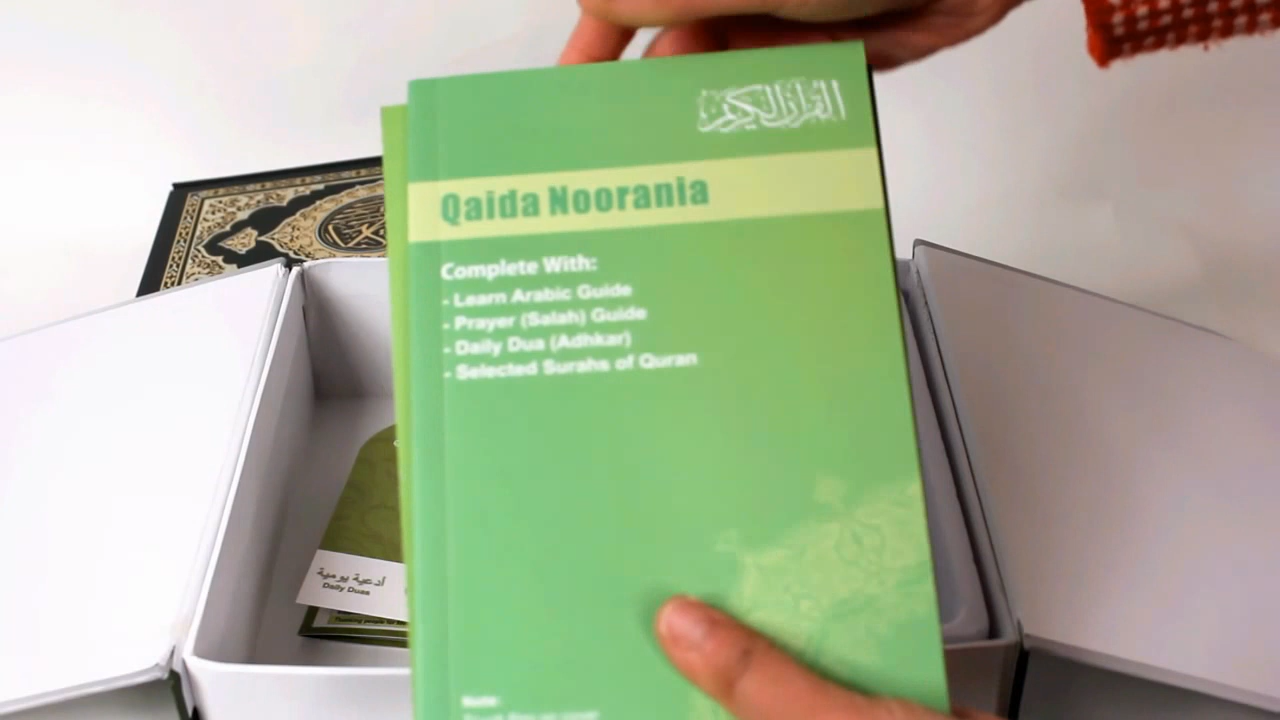 القرآن الكريم
Qaida Noorania
Complete With:
- Learn Arabic Guide
- Prayer (Salah) Guide
- Daily Dua (Adhkar)
- Selected Surahs of Quran
Note:
أدعية يومية
Daily Duas